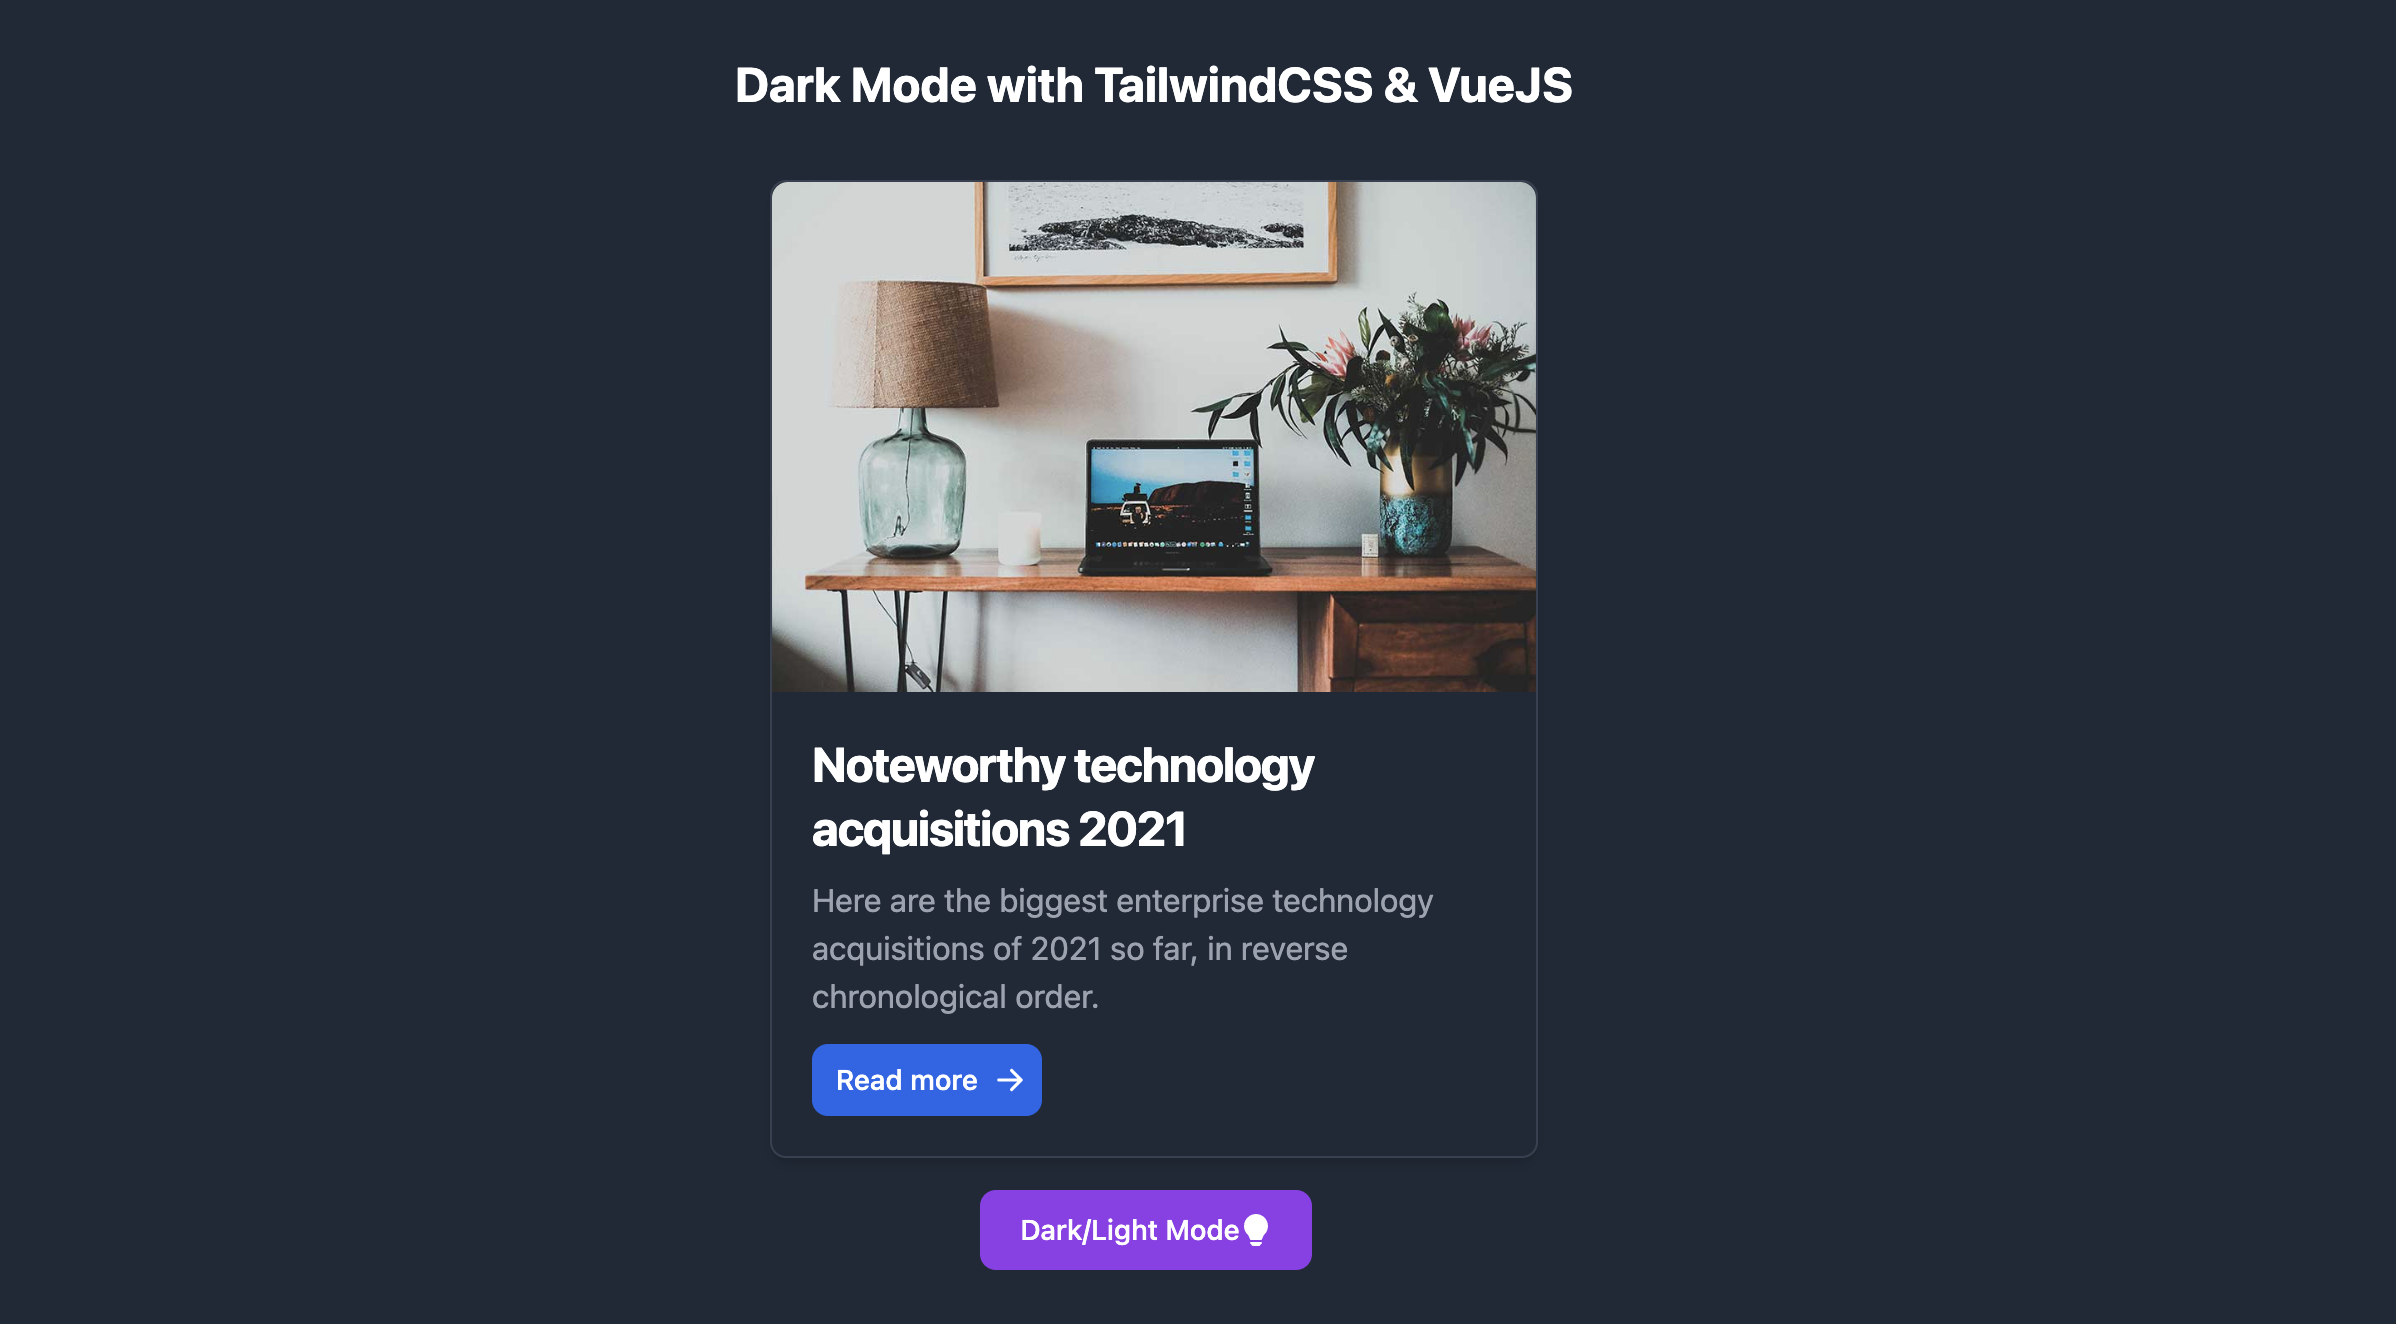 Dark Mode with TailwindCSS & VueJS
Noteworthy technology
acquisitions 2021
Here are the biggest enterprise technology
acquisitions of 2021 so far, in reverse
chronological order.
Read more
Dark/Light Mode